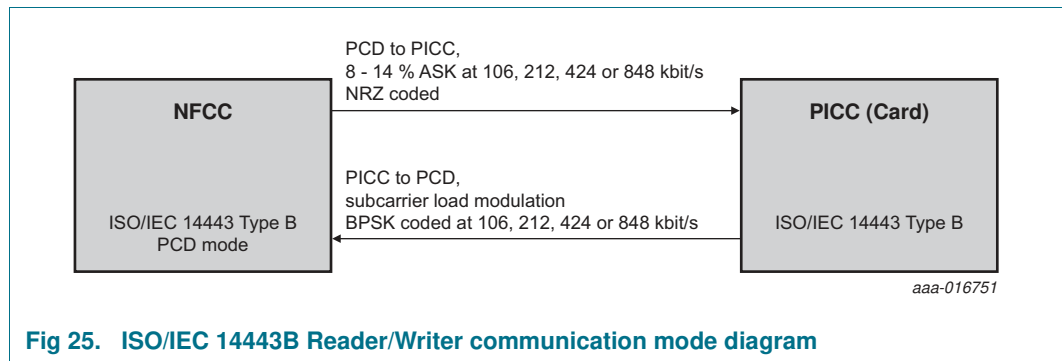 PCD to PICC,
8 - 14 % ASK at 106, 212, 424 or 848 kbit/s
NRZ coded
NFCC
PICC (Card)
PICC to PCD,
subcarrier load modulation
BPSK coded at 106, 212, 424 or 848 kbit/s
ISO/IEC 14443 Type B
PCD mode
ISO/IEC 14443 Type B
aaa-016751
Fig 25. ISO/IEC 14443B Reader/Writer communication mode diagram